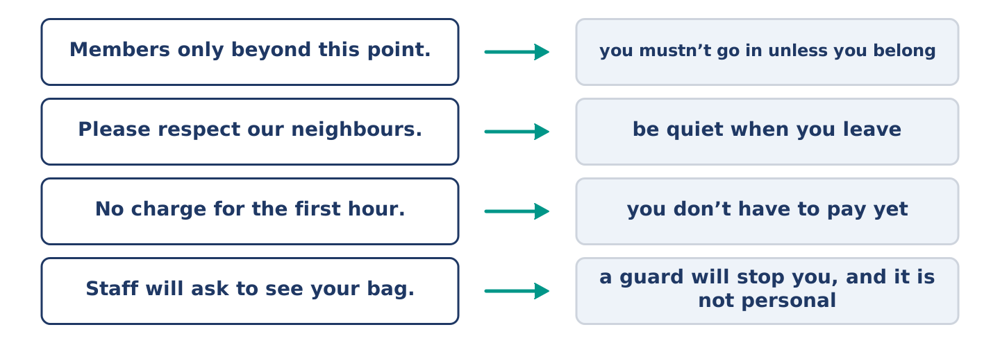 Members only beyond this point.
you mustn’t go in unless you belong
Please respect our neighbours.
be quiet when you leave
No charge for the first hour.
you don’t have to pay yet
Staff will ask to see your bag.
a guard will stop you, and it is
not personal